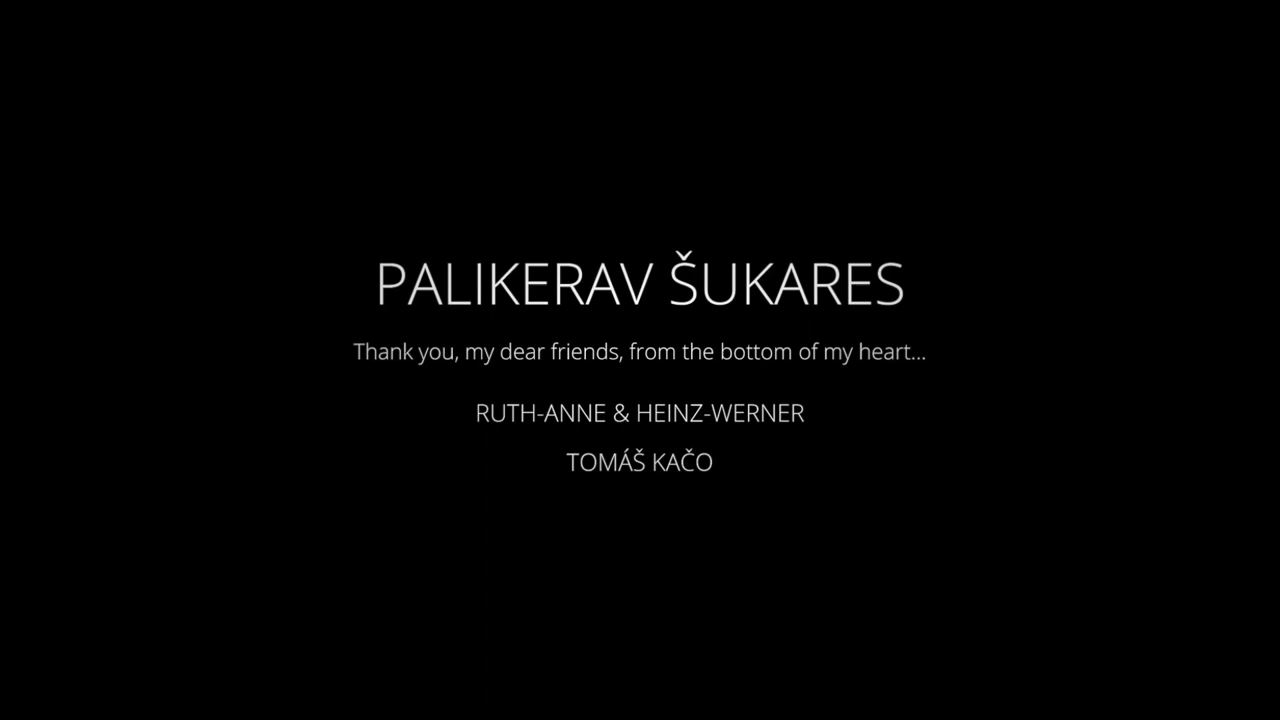 PALIKERAV ŠUKARES
Thank you, my dear friends, from the bottom of my heart...
RUTH-ANNE & HEINZ-WERNER
TOMÁŠ KAČO